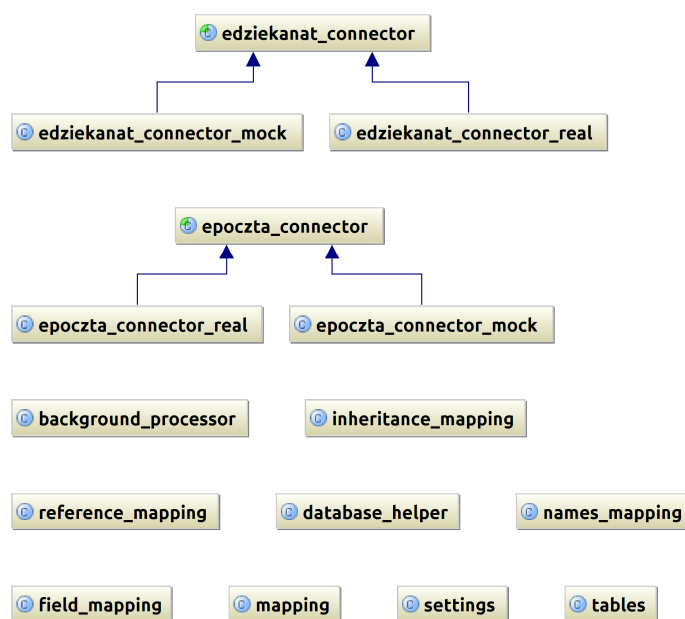 edziekanat_connector
edziekanat_connector_mock edziekanat_connector_real
epoczta_connector
epoczta_connector_real epoczta_connector_mock
background_processor inheritance_mapping
reference_mapping database_helper names_mapping
field_mapping mapping settings tables